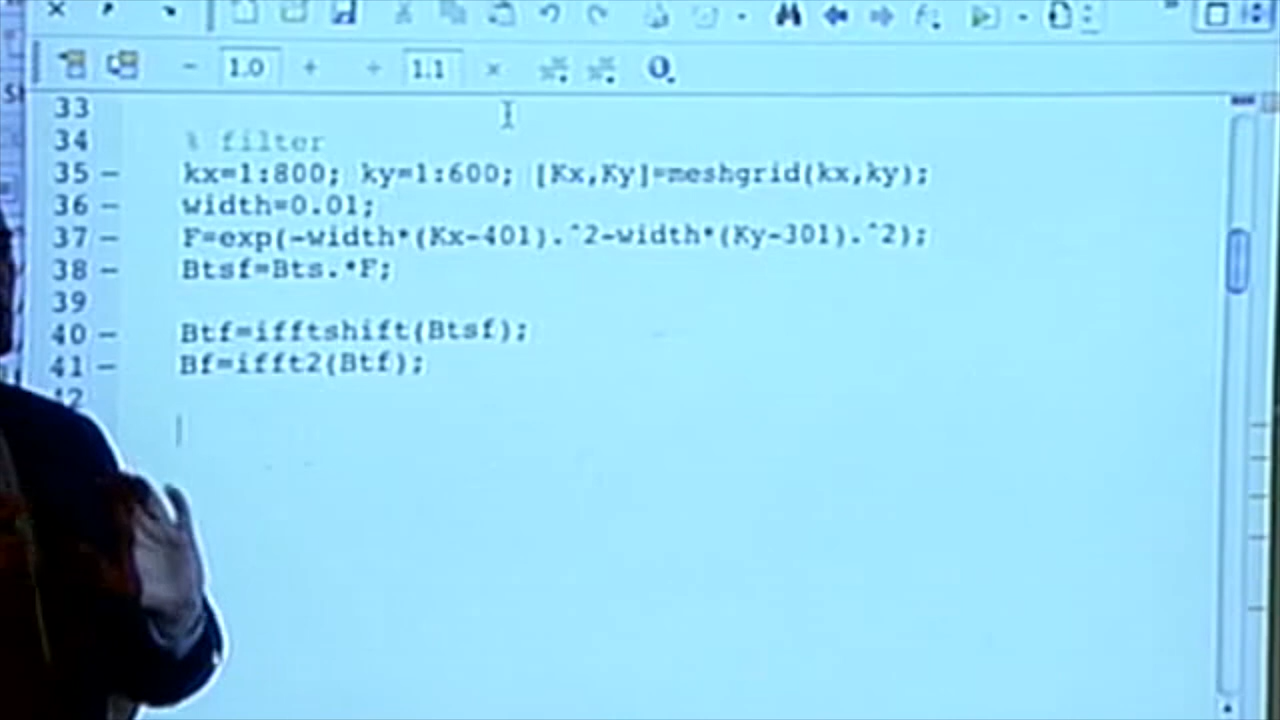 1.0
1.1
33
34 % filter
35 – kx=1:800; ky=1:600; [Kx,Ky]=meshgrid(kx,ky);
36 – width=0.01;
37 – F=exp(-width*(Kx-401).^2-width*(Ky-301).^2);
38 – Btsf=Bts.*F;
39
40 – Btf=ifftshift(Btsf);
41 – Bf=ifft2(Btf);
42